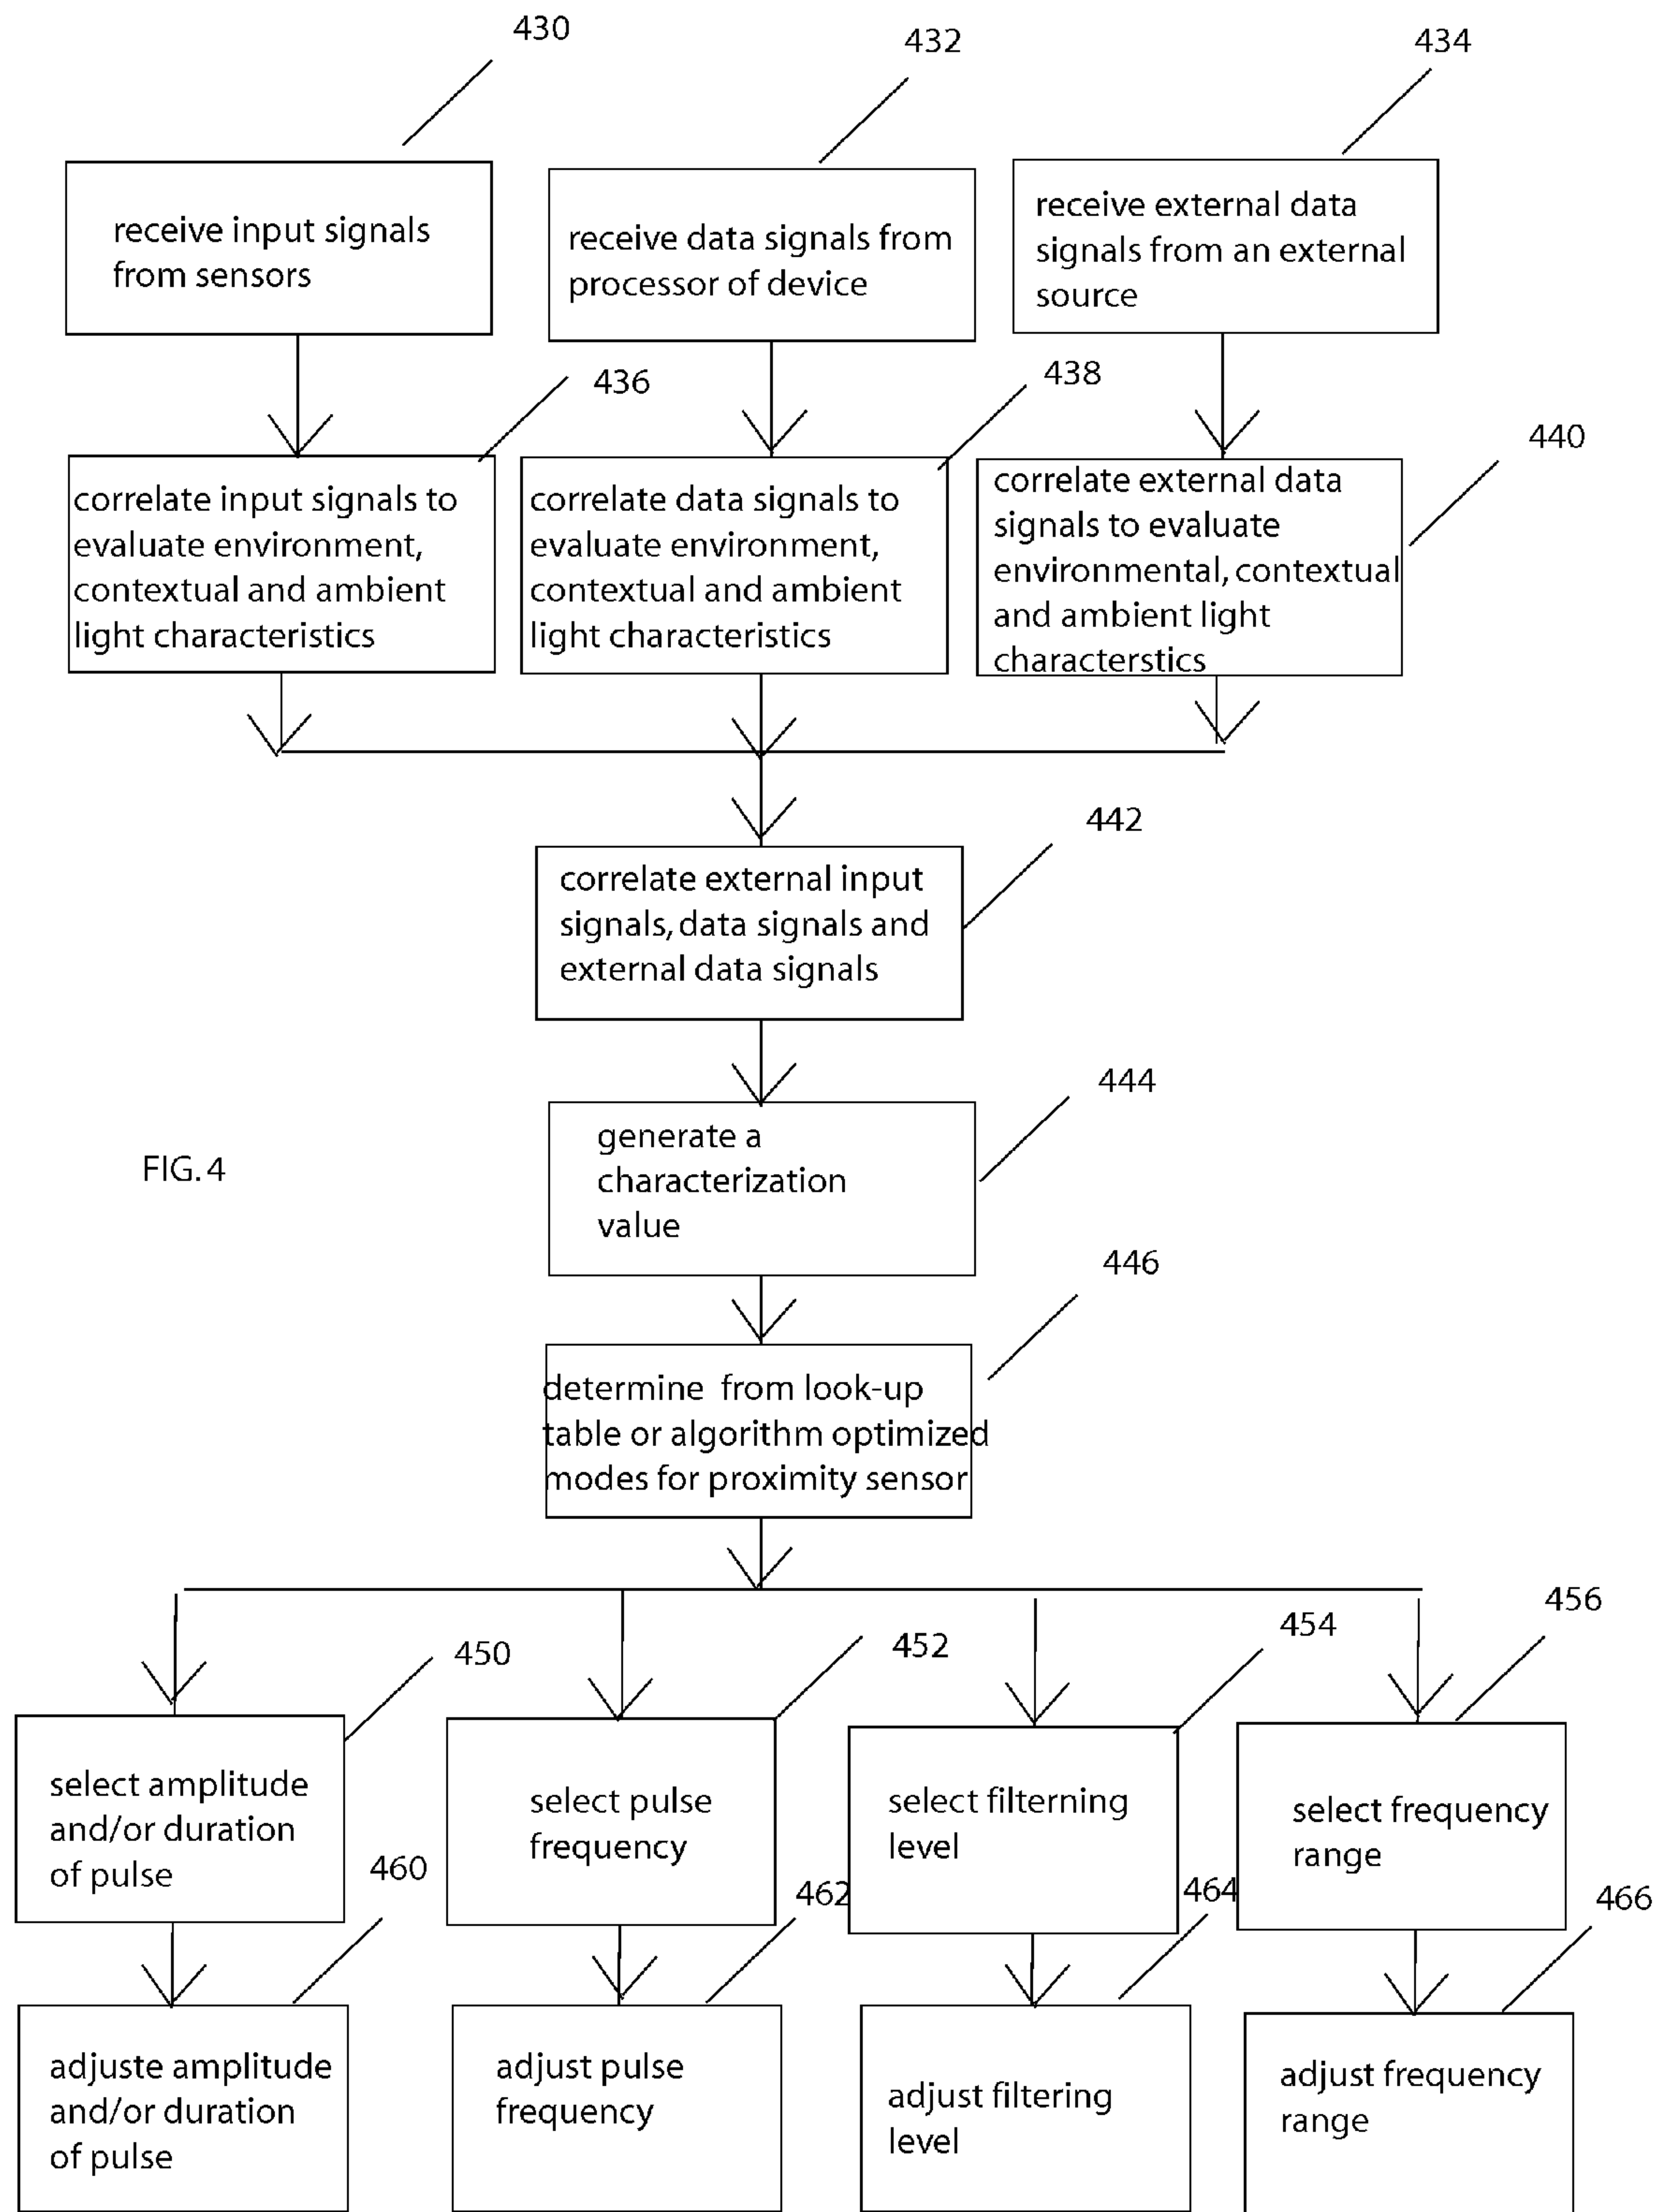 430
432
434
receive input signals
from sensors
receive data signals from
processor of device
receive external data
signals from an external
source
436
438
440
correlate input signals to
evaluate environment,
contextual and ambient
light characteristics
correlate data signals to
evaluate environment,
contextual and ambient
light characteristics
correlate external data
signals to evaluate
environmental, contextual
and ambient light
characterstics
442
correlate external input
signals, data signals and
external data signals
444
generate a
characterization
value
FIG. 4
446
determine from look-up
table or algorithm optimized
modes for proximity sensor
450
452
454
456
select amplitude
and/or duration
of pulse
select pulse
frequency
select filterning
level
select frequency
range
460
462
464
466
adjuste amplitude
and/or duration
of pulse
adjust pulse
frequency
adjust filtering
level
adjust frequency
range